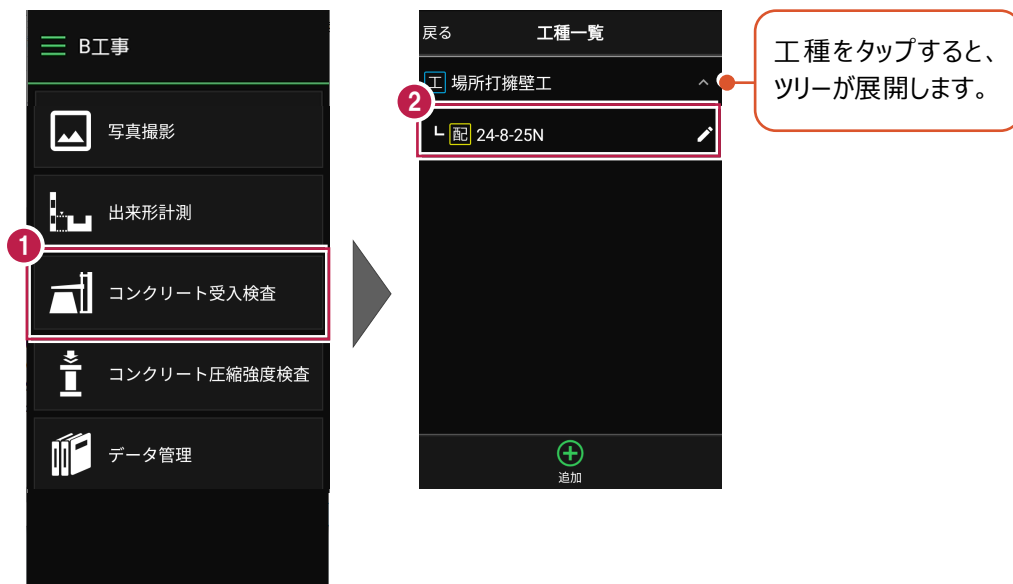 B工事
写真撮影
出来形計測
1
コンクリート受入検査
コンクリート圧縮強度検査
データ管理
戻る 工種一覧
工 場所打擁壁工
2
配 24-8-25N
追加
工種をタップすると、
ツリーが展開します。